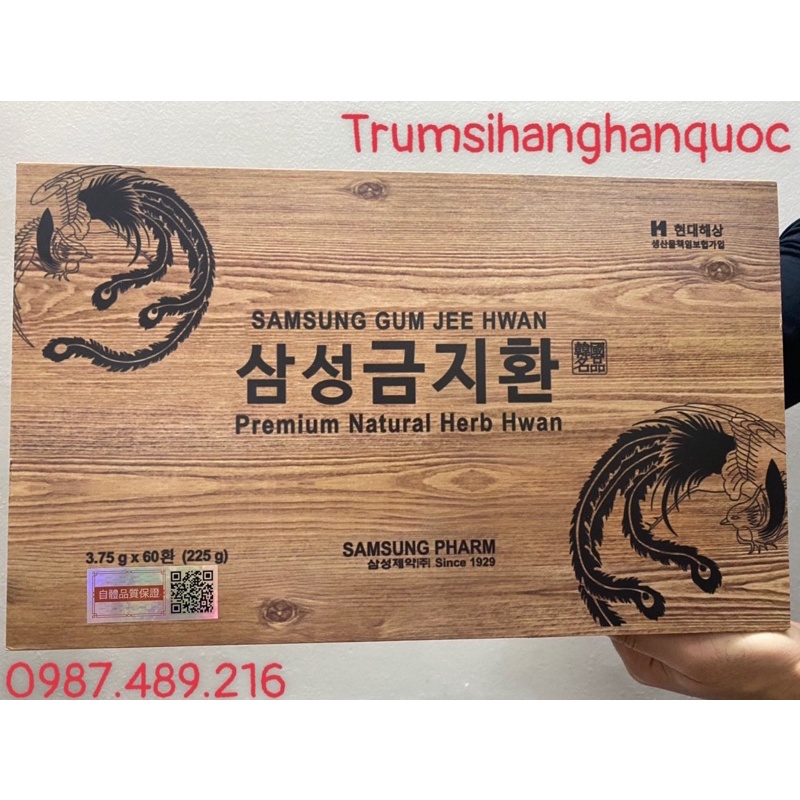 Trumsihanghanquoc
현대해상
생산물책임보험가입
SAMSUNG GUM JEE HWAN
삼성금지환
韓國名品
Premium Natural Herb Hwan
3.75 g x 60환 (225 g)
自體品質保證
SAMSUNG PHARM
삼성제약(주) Since 1929
0987.489.216